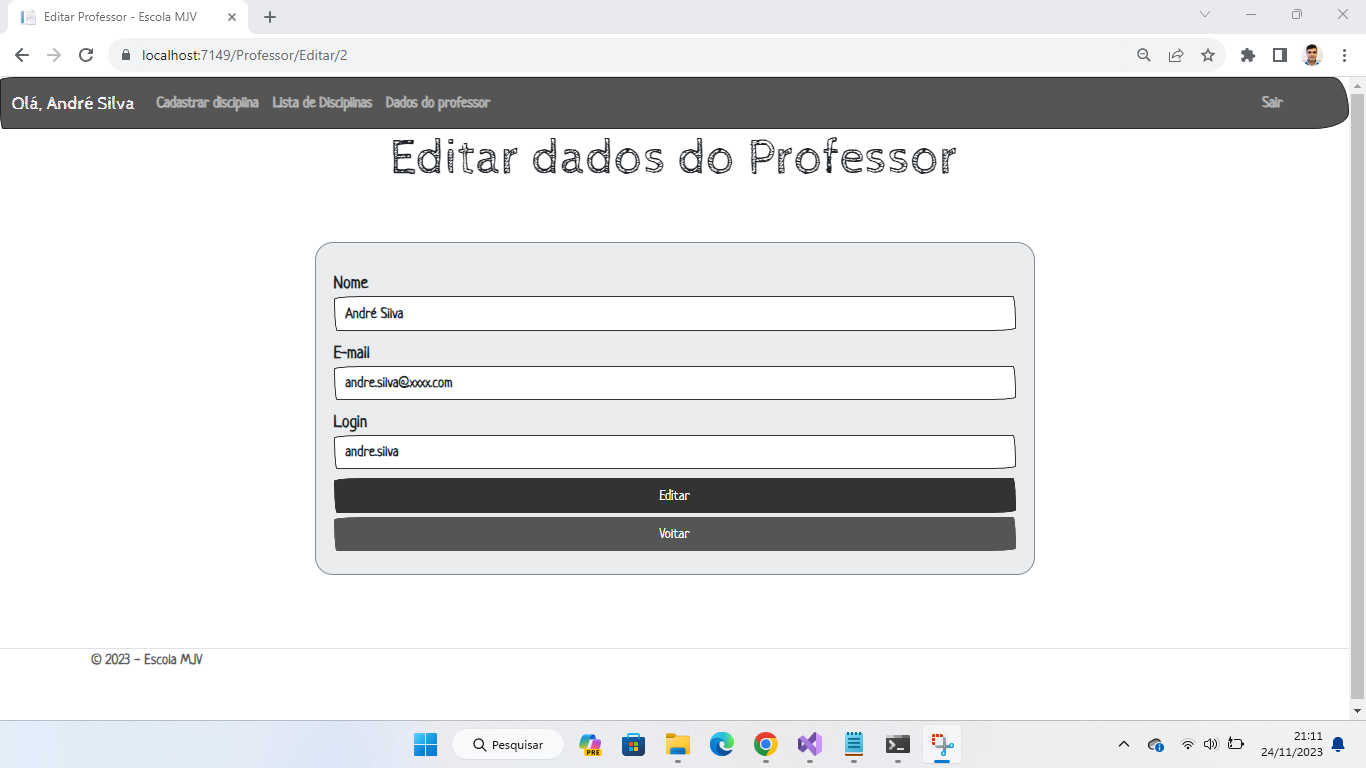 Editar Professor - Escola MJV
localhost:7149/Professor/Editar/2
Olá, André Silva Cadastrar disciplina Lista de Disciplinas Dados do professor Sair
Editar dados do Professor
Nome
André Silva
E-mail
andre.silva@xxxx.com
Login
andre.silva
Editar
Voltar
© 2023 - Escola MJV
Pesquisar
PRE
21:11
24/11/2023